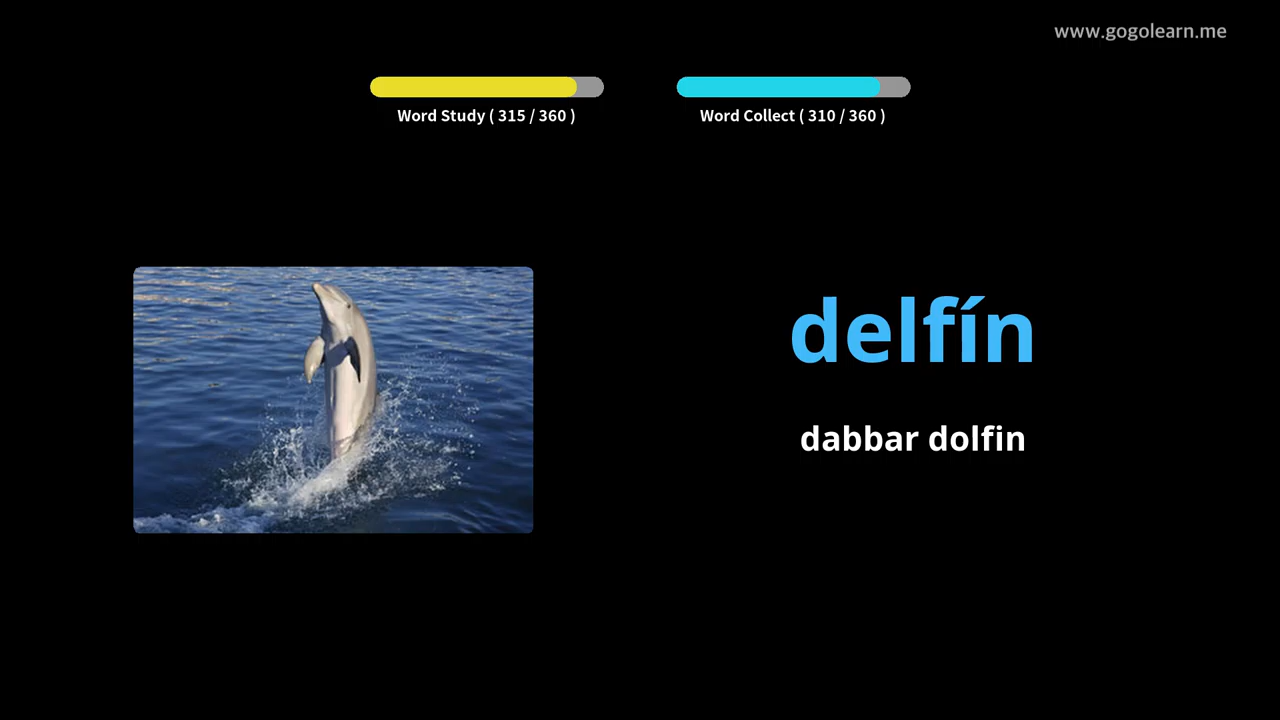 www.gogolearn.me
Word Study ( 315 / 360 )
Word Collect ( 310 / 360 )
delfín
dabbar dolfin